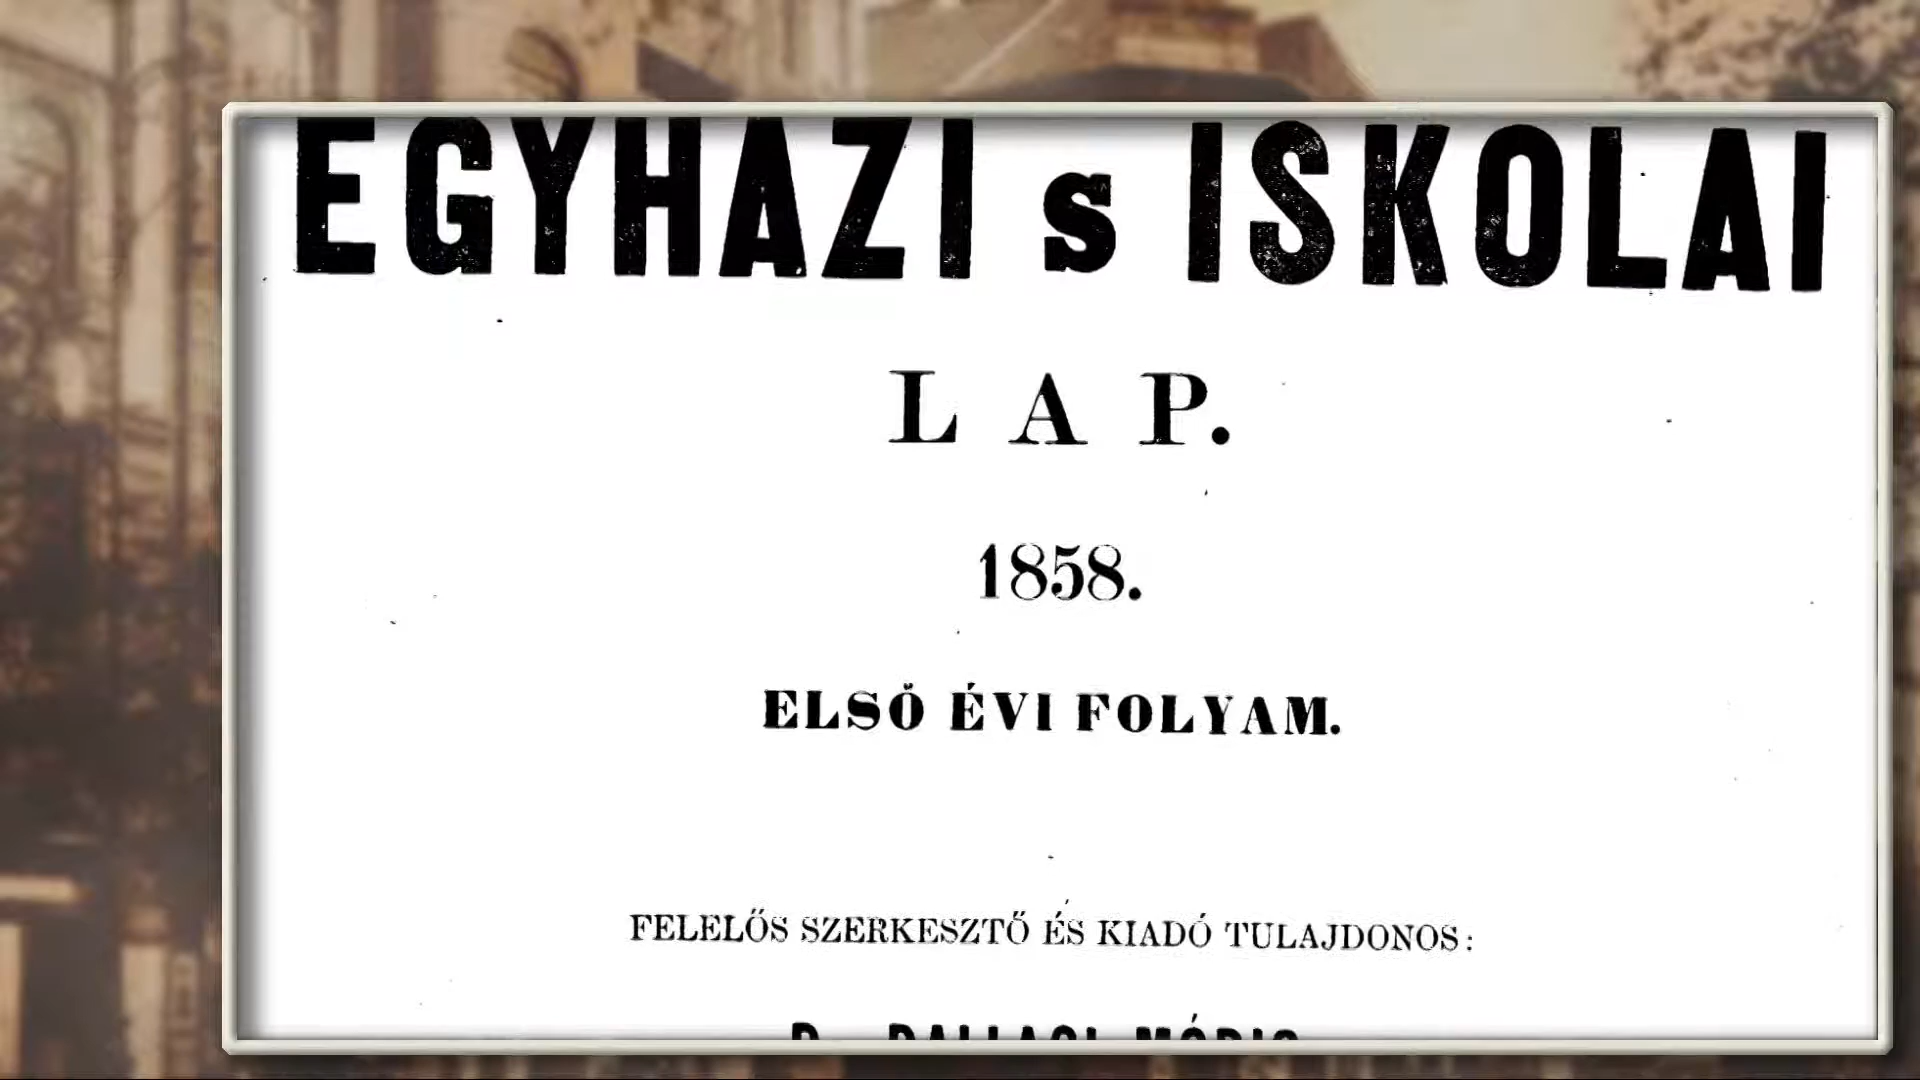 EGYHAZI s ISKOLAI
LAP.
1858.
ELSŐ ÉVI FOLYAM.
FELELŐS SZERKESZTŐ ÉS KIADÓ TULAJDONOS: